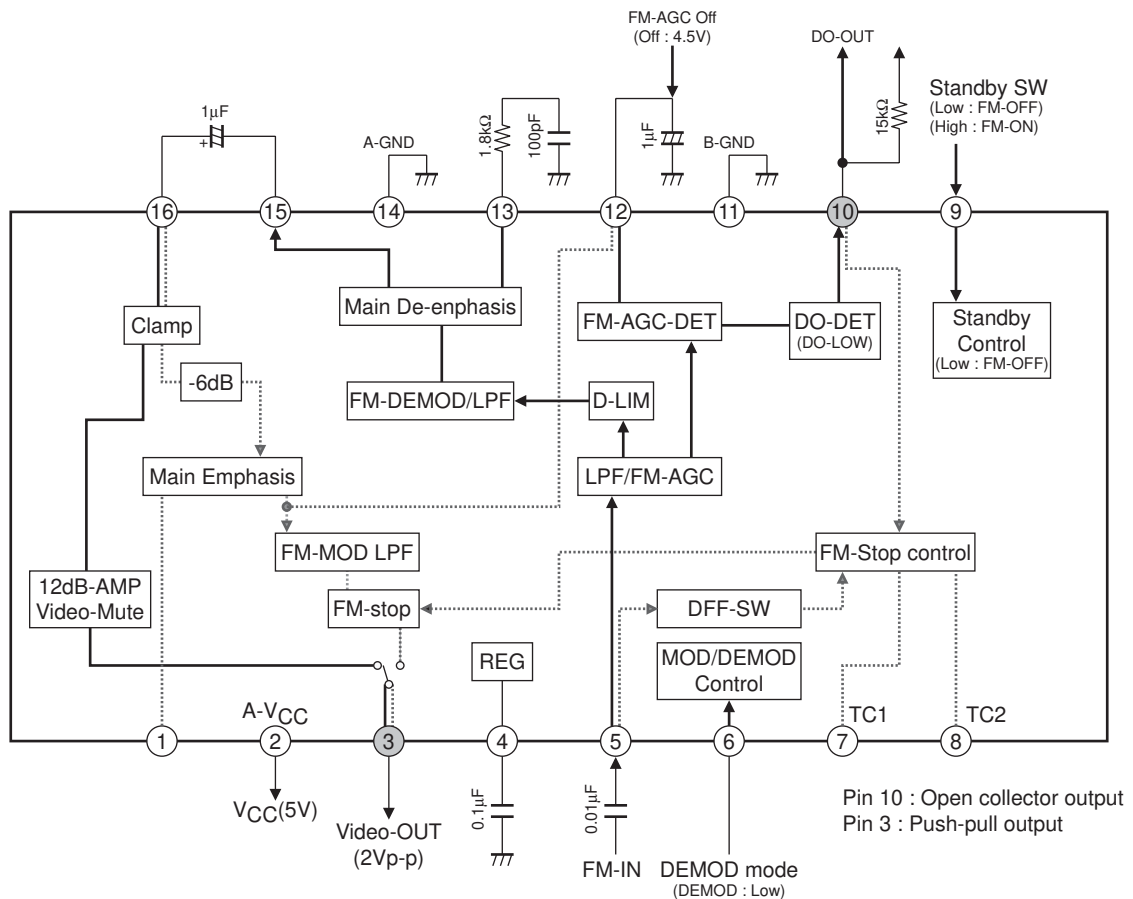 FM-AGC Off
(Off : 4.5V)
DO-OUT
Standby SW
(Low : FM-OFF)
(High : FM-ON)
1μF
+
A-GND
1.8kΩ
100pF
1μF
B-GND
15kΩ
16
15
14
13
12
11
10
9
Clamp
Main De-enphasis
FM-AGC-DET
DO-DET
(DO-LOW)
Standby
Control
(Low : FM-OFF)
-6dB
FM-DEMOD/LPF
D-LIM
Main Emphasis
LPF/FM-AGC
FM-MOD LPF
FM-Stop control
12dB-AMP
Video-Mute
FM-stop
DFF-SW
REG
MOD/DEMOD
Control
A-VCC
TC1
TC2
1
2
3
4
5
6
7
8
VCC(5V)
Video-OUT
(2Vp-p)
0.1μF
0.01μF
FM-IN
DEMOD mode
(DEMOD : Low)
Pin 10 : Open collector output
Pin 3 : Push-pull output